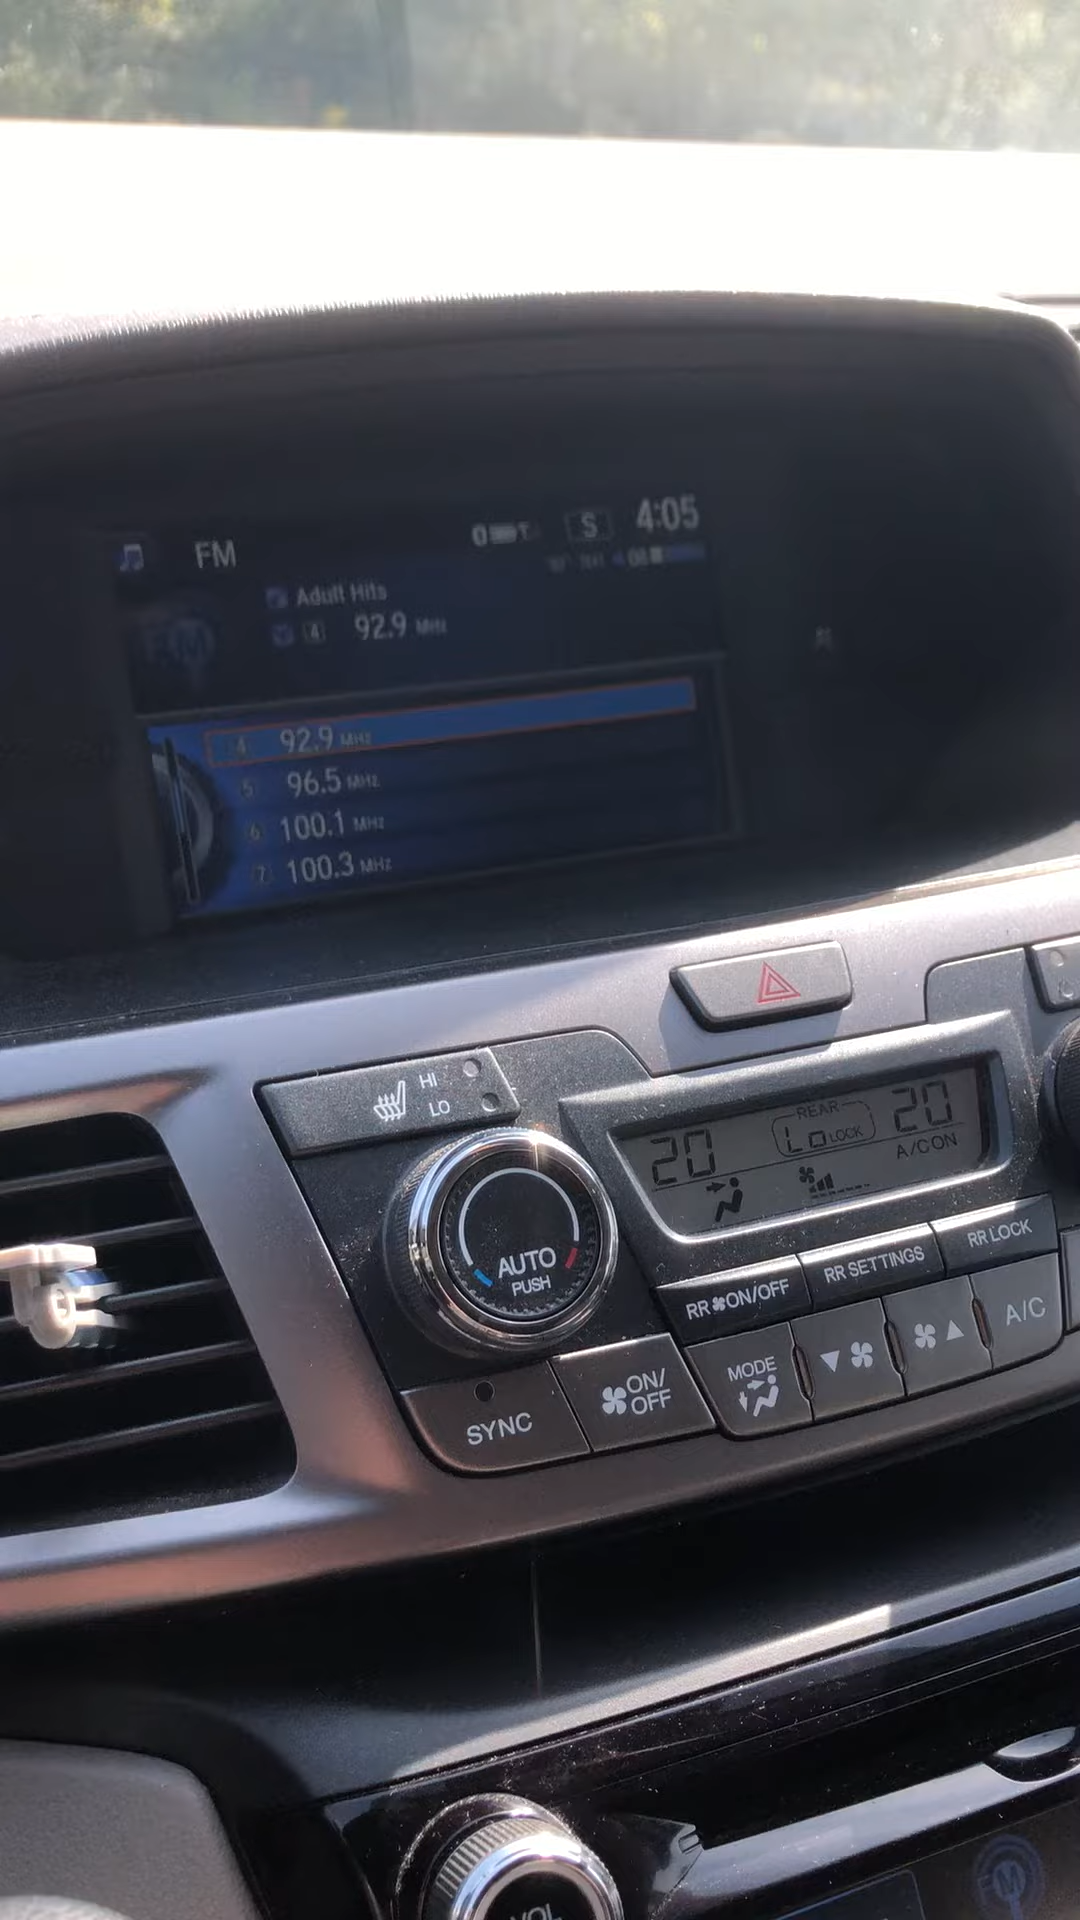 FM
S
4:05
Adult Hits
4 92.9 MHz
4 92.9 MHz
5 96.5 MHz
6 100.1 MHz
7 100.3 MHz
HI
LO
20
REAR
Lo LOCK
20
A/CON
AUTO
PUSH
RR ON/OFF
RR SETTINGS
RR LOCK
SYNC
ON/
OFF
MODE
A/C
VOL